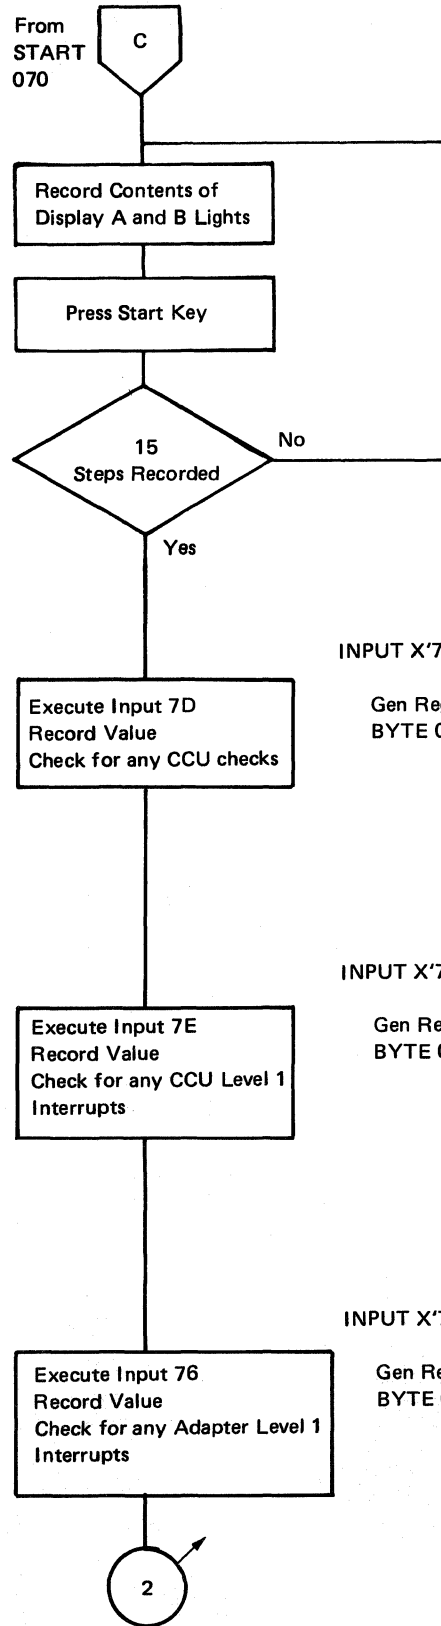 From
START
070
C
Record Contents of
Display A and B Lights
Press Start Key
15
Steps Recorded
No
Yes
INPUT X'7
Gen Re
BYTE 0
Execute Input 7D
Record Value
Check for any CCU checks
INPUT X'7
Gen Re
BYTE 0
Execute Input 7E
Record Value
Check for any CCU Level 1
Interrupts
INPUT X'7
Gen Re
BYTE
Execute Input 76
Record Value
Check for any Adapter Level 1
Interrupts
2